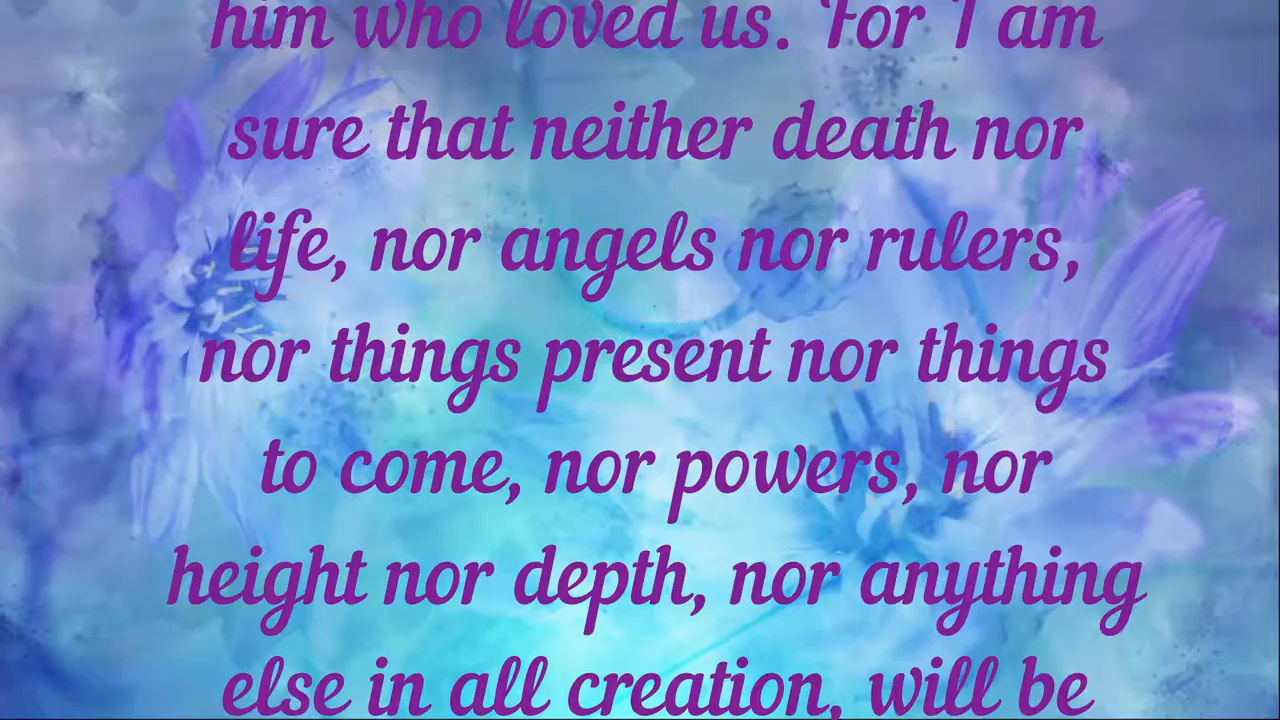 him who loved us. For I am
sure that neither death nor
life, nor angels nor rulers,
nor things present nor things
to come, nor powers, nor
height nor depth, nor anything
else in all creation, will be